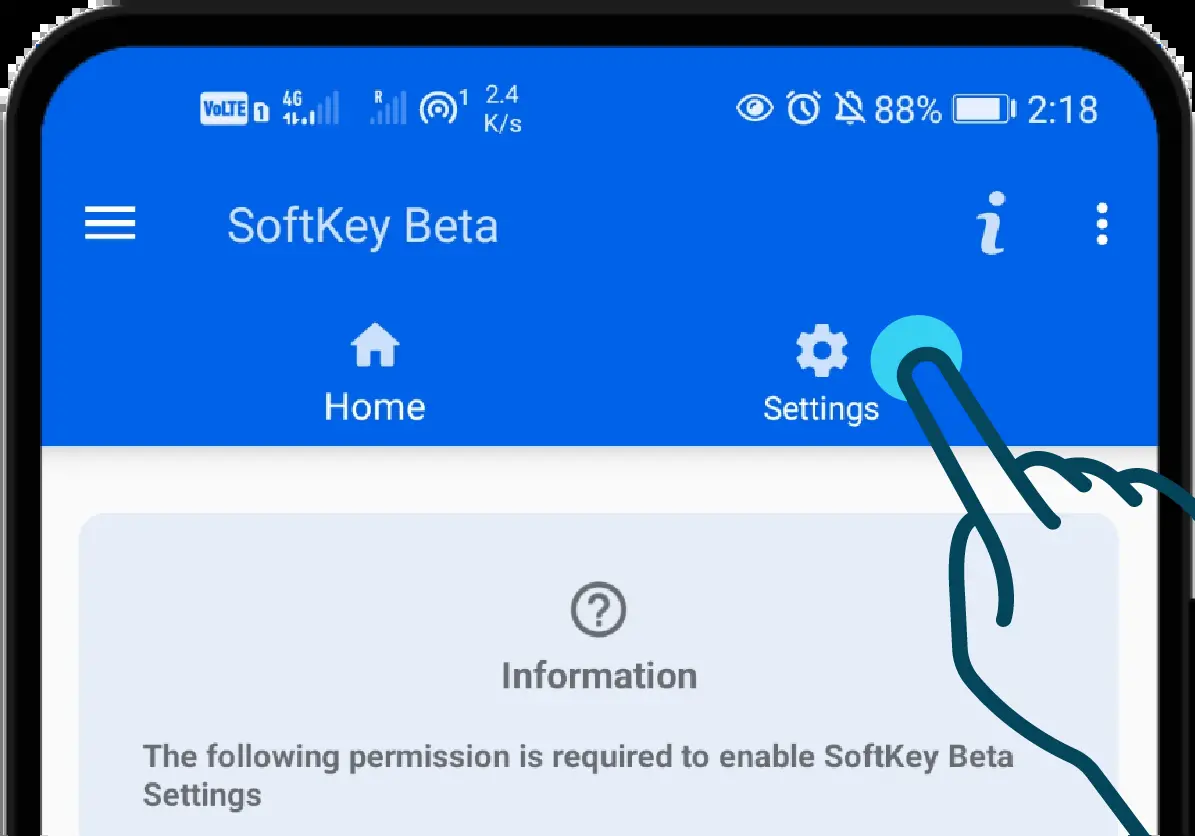 VoLTE 1 4G R 1 2.4 K/s 88% 2:18
SoftKey Beta
Home Settings
Information
The following permission is required to enable SoftKey Beta
Settings